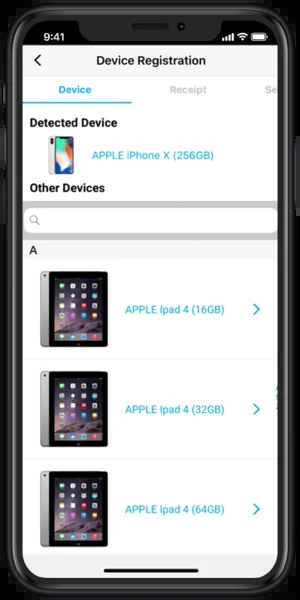 9:41
Device Registration
Device Receipt Se
Detected Device
APPLE iPhone X (256GB)
Other Devices
A
APPLE Ipad 4 (16GB)
APPLE Ipad 4 (32GB)
APPLE Ipad 4 (64GB)